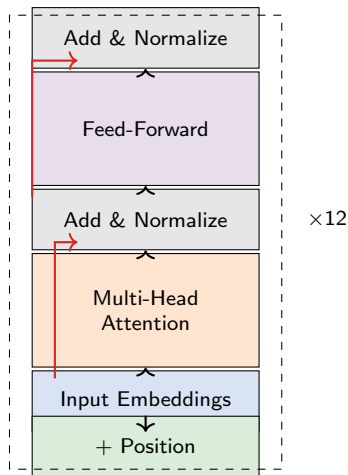 Add & Normalize
Feed-Forward
Add & Normalize
×12
Multi-Head
Attention
Input Embeddings
+ Position